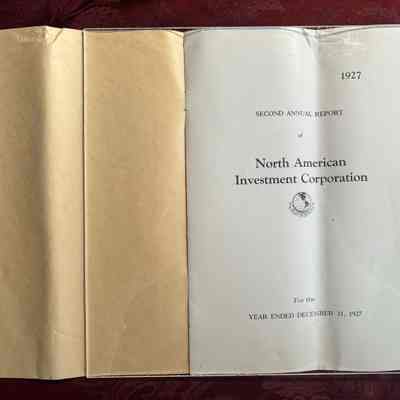 1927
SECOND ANNUAL REPORT
of
North American
Investment Corporation
For the
YEAR ENDED DECEMBER 31, 1927